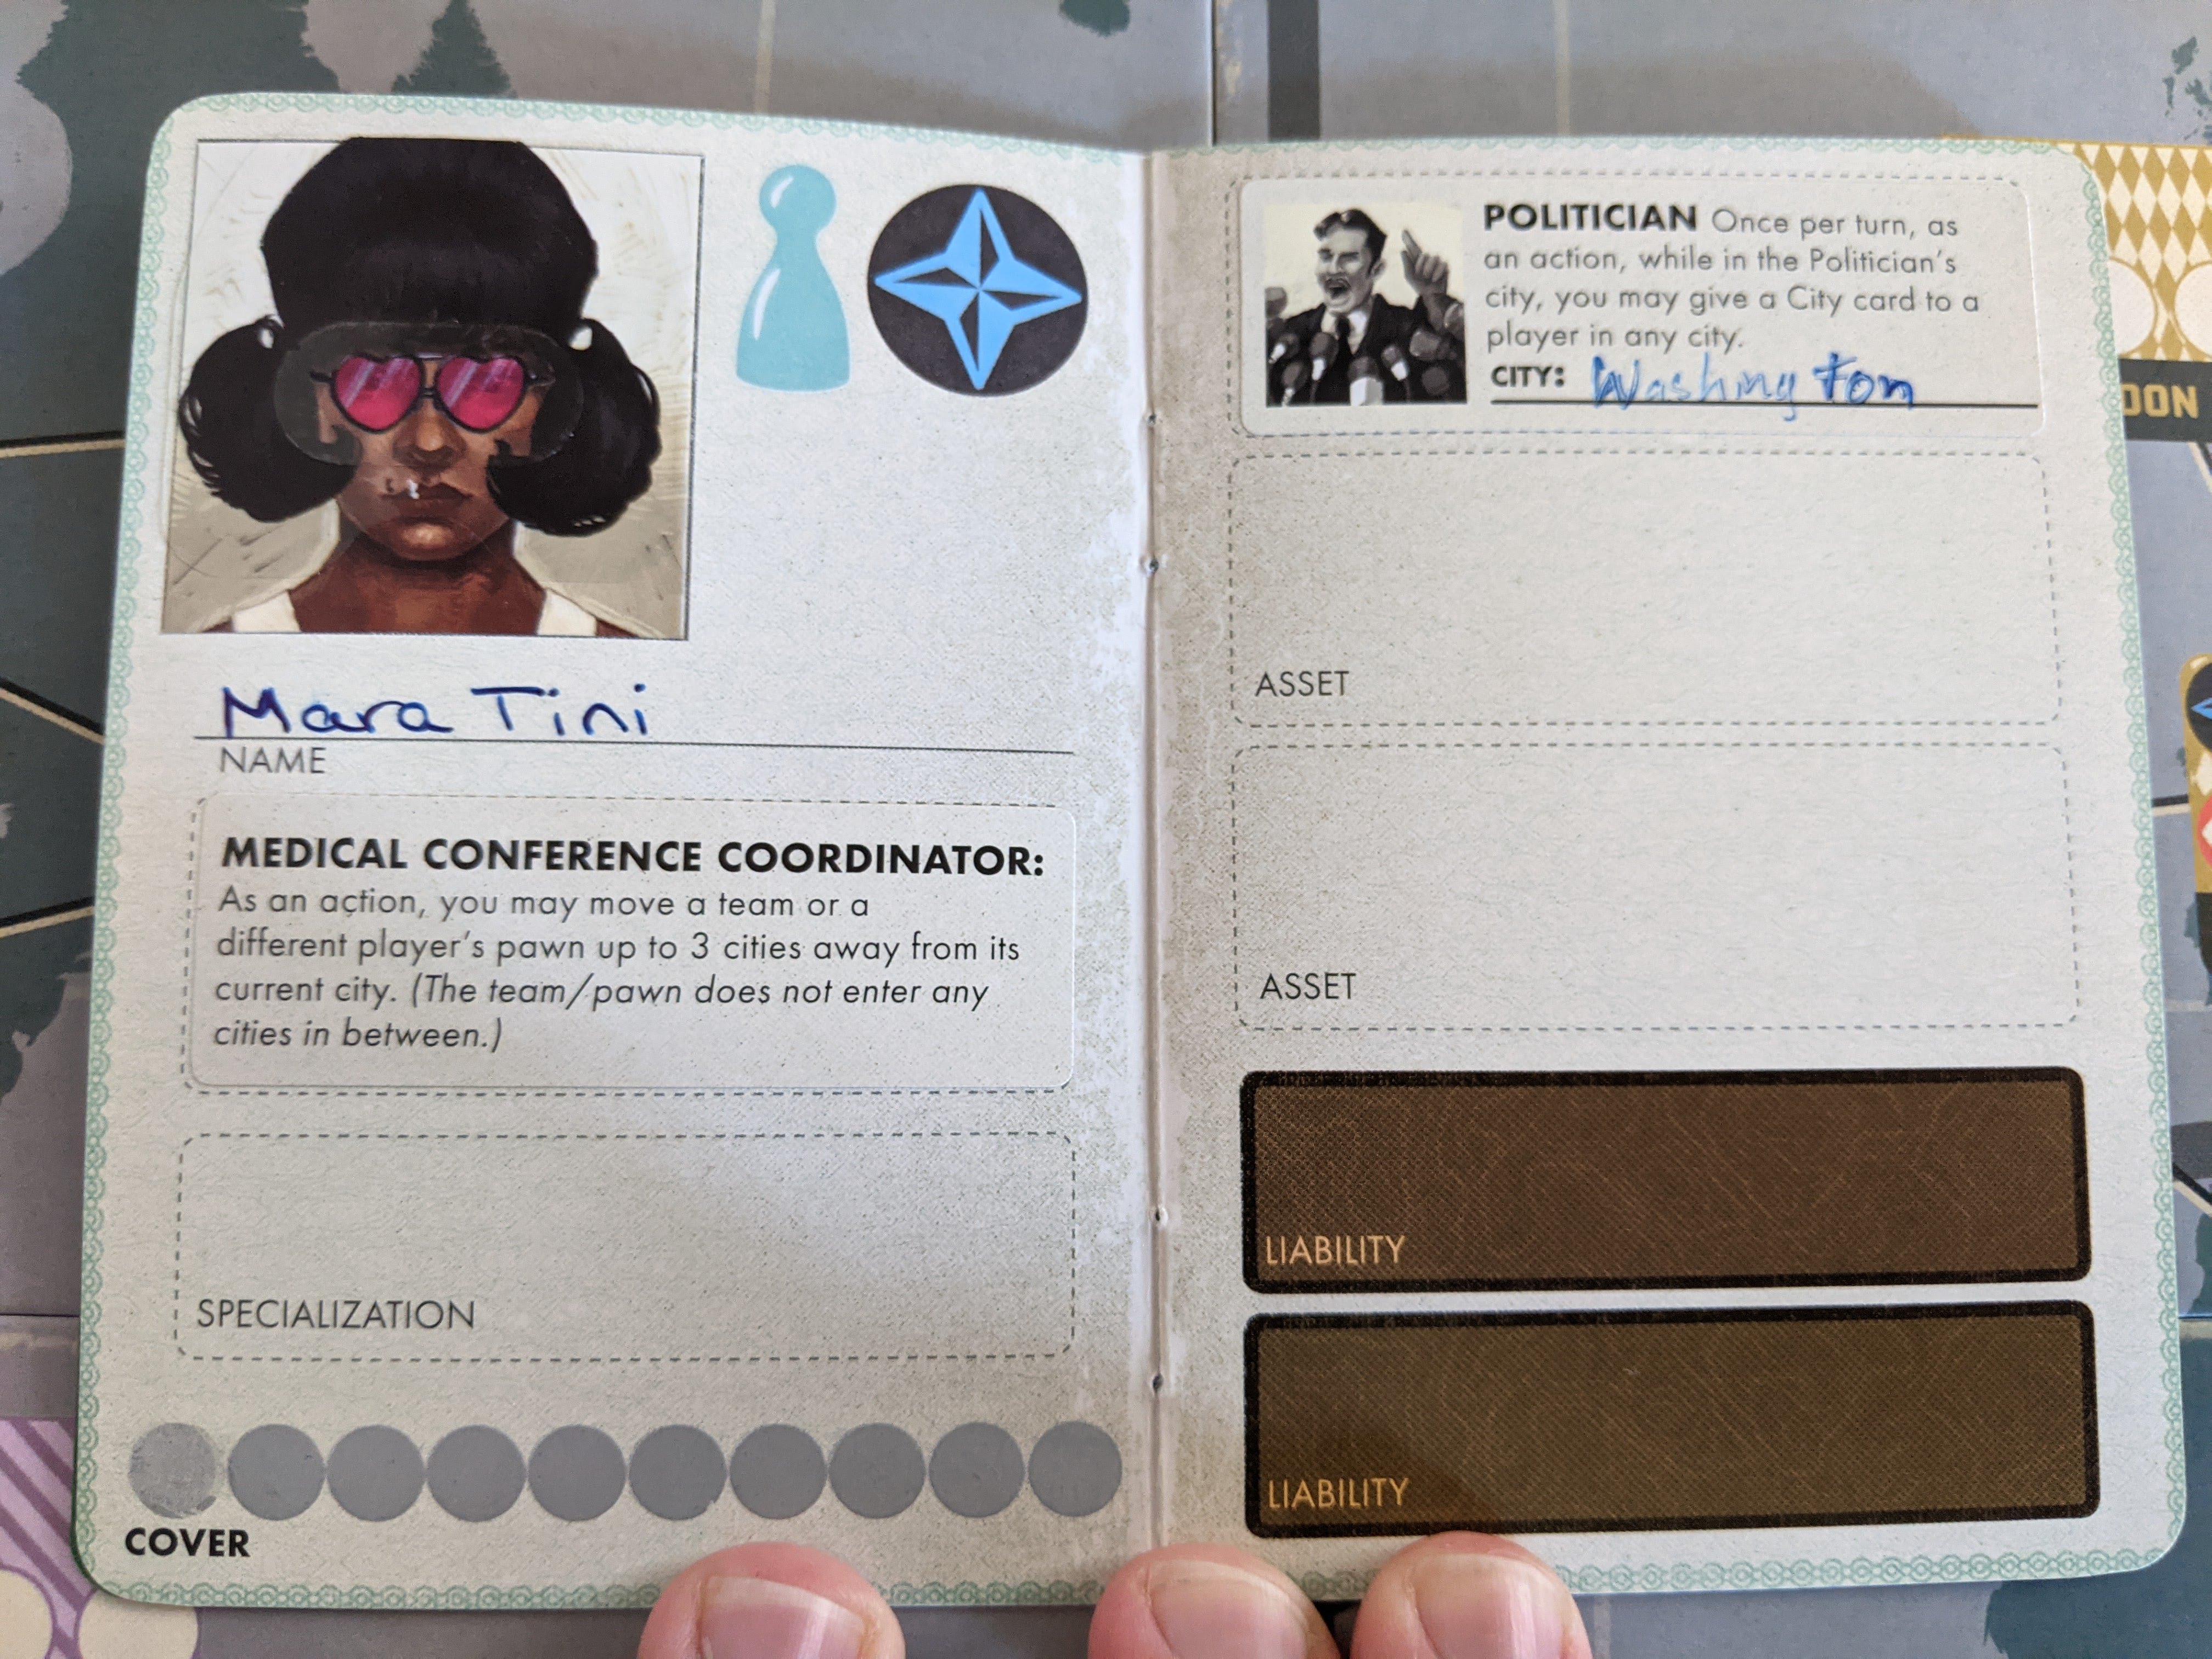 Mara Tini
NAME
MEDICAL CONFERENCE COORDINATOR:
As an action, you may move a team or a
different player's pawn up to 3 cities away from its
current city. (The team/pawn does not enter any
cities in between.)
SPECIALIZATION
COVER
POLITICIAN Once per turn, as
an action, while in the Politician's
city, you may give a City card to a
player in any city.
CITY: Washington
ASSET
ASSET
LIABILITY
LIABILITY